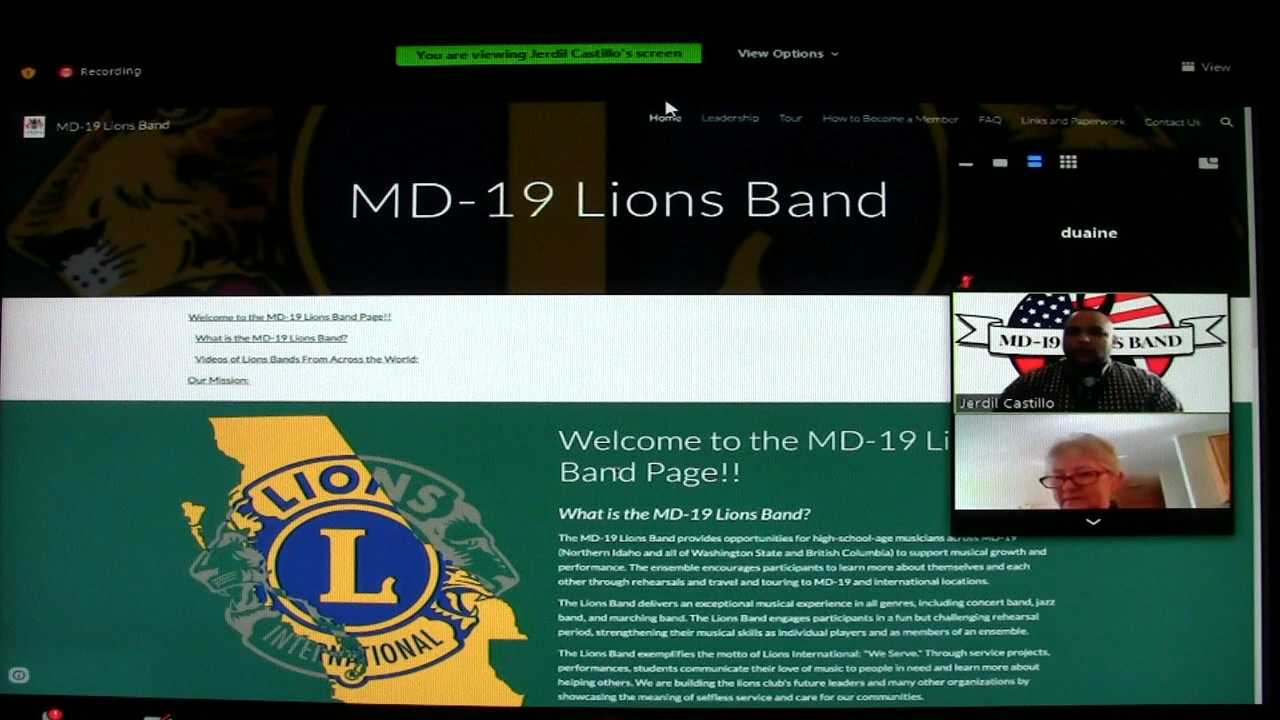 You are viewing Jerdil Castillo's screen
View Options
Recording
View
MD-19 Lions Band
Home
Leadership
Tour
How to Become a Member
FAQ
Links and Paperwork
Contact Us
MD-19 Lions Band
duaine
Welcome to the MD-19 Lions Band Page!!
What is the MD-19 Lions Band?
Videos of Lions Bands From Across the World:
Our Mission:
MD-19
S BAND
Jerdil Castillo
LIONS
L
INTERNATIONAL
Welcome to the MD-19 Li
Band Page!!
What is the MD-19 Lions Band?
The MD-19 Lions Band provides opportunities for high-school-age musicians across MD-19
(Northern Idaho and all of Washington State and British Columbia) to support musical growth and
performance. The ensemble encourages participants to learn more about themselves and each
other through rehearsals and travel and touring to MD-19 and international locations.
The Lions Band delivers an exceptional musical experience in all genres, including concert band, jazz
band, and marching band. The Lions Band engages participants in a fun but challenging rehearsal
period, strengthening their musical skills as individual players and as members of an ensemble.
The Lions Band exemplifies the motto of Lions International: "We Serve." Through service projects,
performances, students communicate their love of music to people in need and learn more about
helping others. We are building the lions club's future leaders and many other organizations by
showcasing the meaning of selfless service and care for our communities.